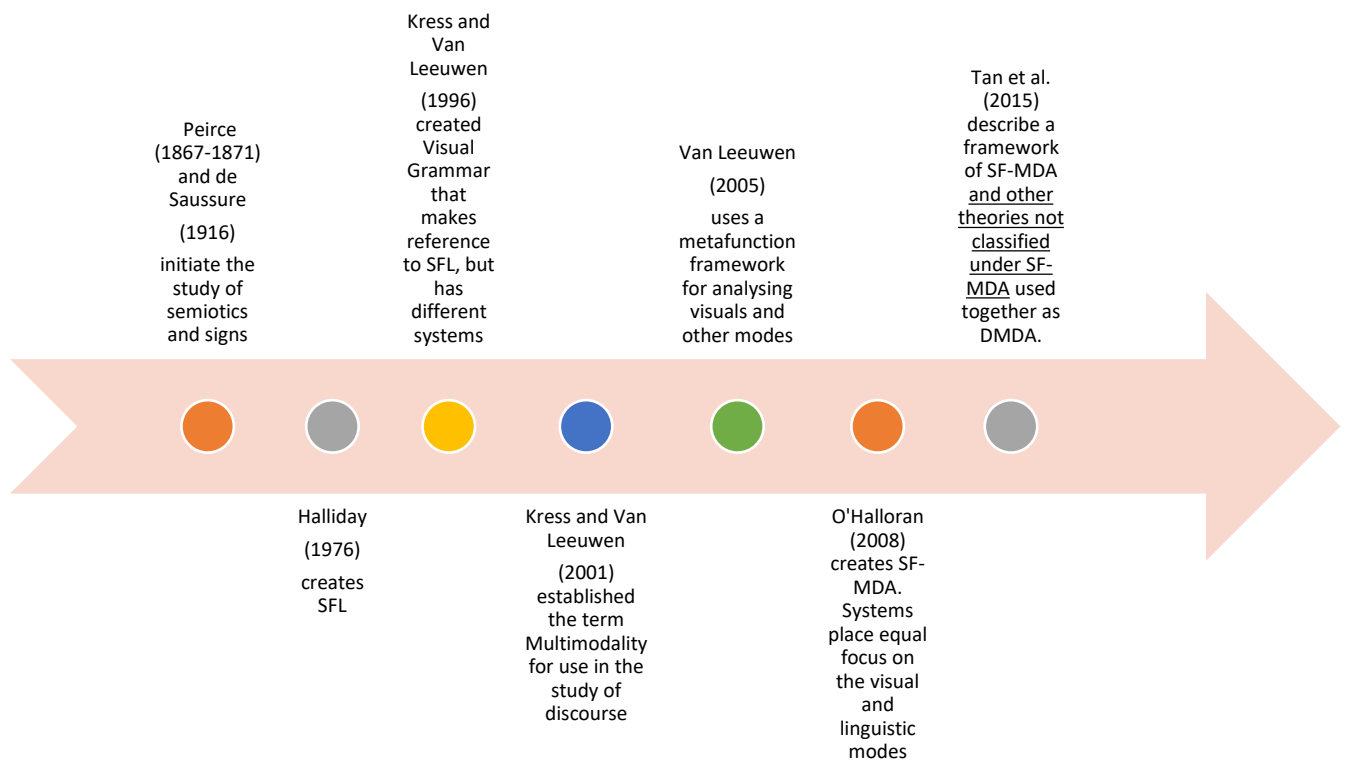 Peirce
(1867-1871)
and de
Saussure
(1916)
initiate the
study of
semiotics
and signs
Halliday
(1976)
creates
SFL
Kress and
Van
Leeuwen
(1996)
created
Visual
Grammar
that
makes
reference
to SFL, but
has
different
systems
Kress and Van
Leeuwen
(2001)
established
the term
Multimodality
for use in the
study of
discourse
Van Leeuwen
(2005)
uses a
metafunction
framework
for analysing
visuals and
other modes
O'Halloran
(2008)
creates SF-
MDA.
Systems
place equal
focus on
the visual
and
linguistic
modes
Tan et al.
(2015)
describe a
framework
of SF-MDA
and other
theories not
classified
under SF-
MDA used
together as
DMDA.